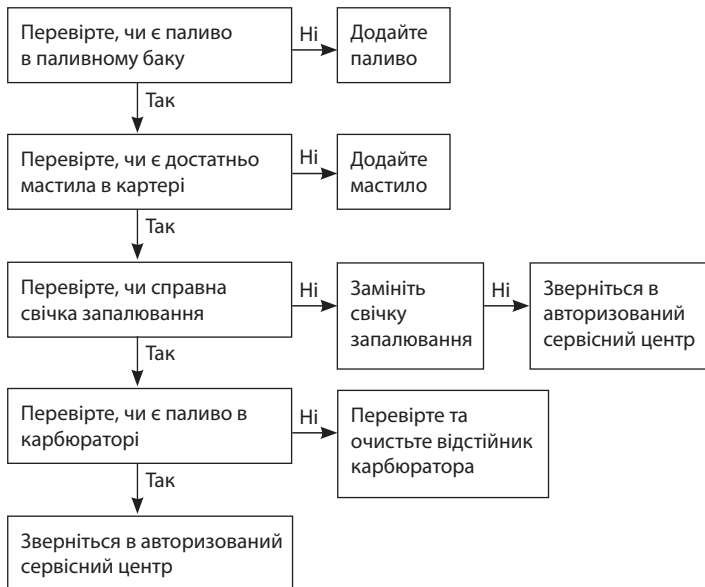 Перевірте, чи є паливо
в паливному баку
Ні
Додайте
паливо
Так
Перевірте, чи є достатньо
мастила в картері
Ні
Додайте
мастило
Так
Перевірте, чи справна
свічка запалювання
Ні
Замініть
свічку
запалювання
Ні
Зверніться в
авторизований
сервісний центр
Так
Перевірте, чи є паливо в
карбюраторі
Ні
Перевірте та
очистьте відстійник
карбюратора
Так
Зверніться в авторизований
сервісний центр